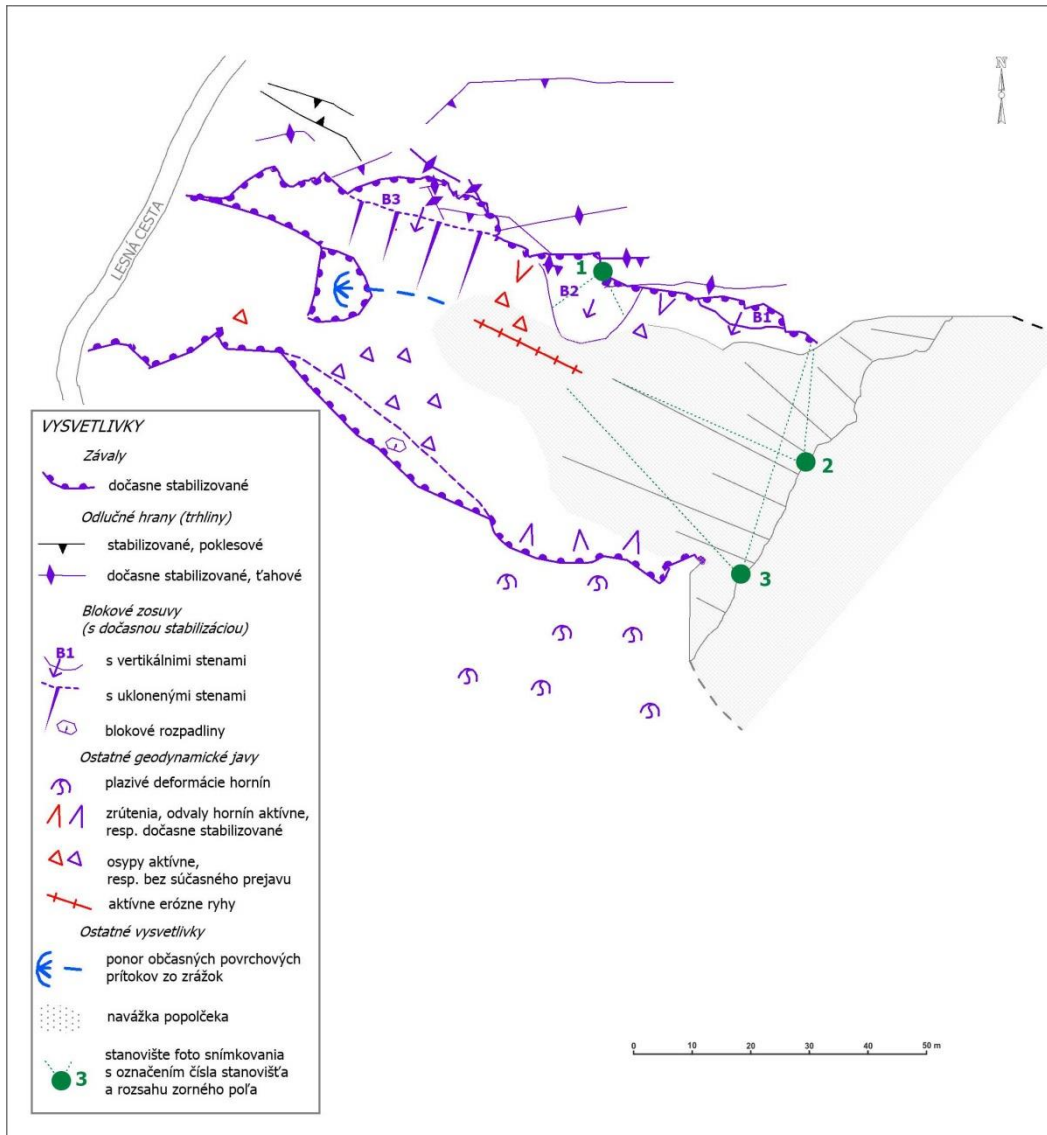 N
LESNÁ CESTA
B3
1
B2
B1
2
3
VYSVETLIVKY
Závaly
dočasne stabilizované
Odlučné hrany (trhliny)
stabilizované, poklesové
dočasne stabilizované, ťahové
Blokové zosuvy
(s dočasnou stabilizáciou)
B1
s vertikálnimi stenami
s uklonenými stenami
blokové rozpadliny
Ostatné geodynamické javy
plazivé deformácie hornín
zrútenia, odvaly hornín aktívne,
resp. dočasne stabilizované
osypy aktívne,
resp. bez súčasného prejavu
aktívne erózne ryhy
Ostatné vysvetlivky
ponor občasných povrchových
prítokov zo zrážok
navážka popolčeka
3
stanovište foto snímkovania
s označením čísla stanovišťa
a rozsahu zorného poľa
0 10 20 30 40 50 m